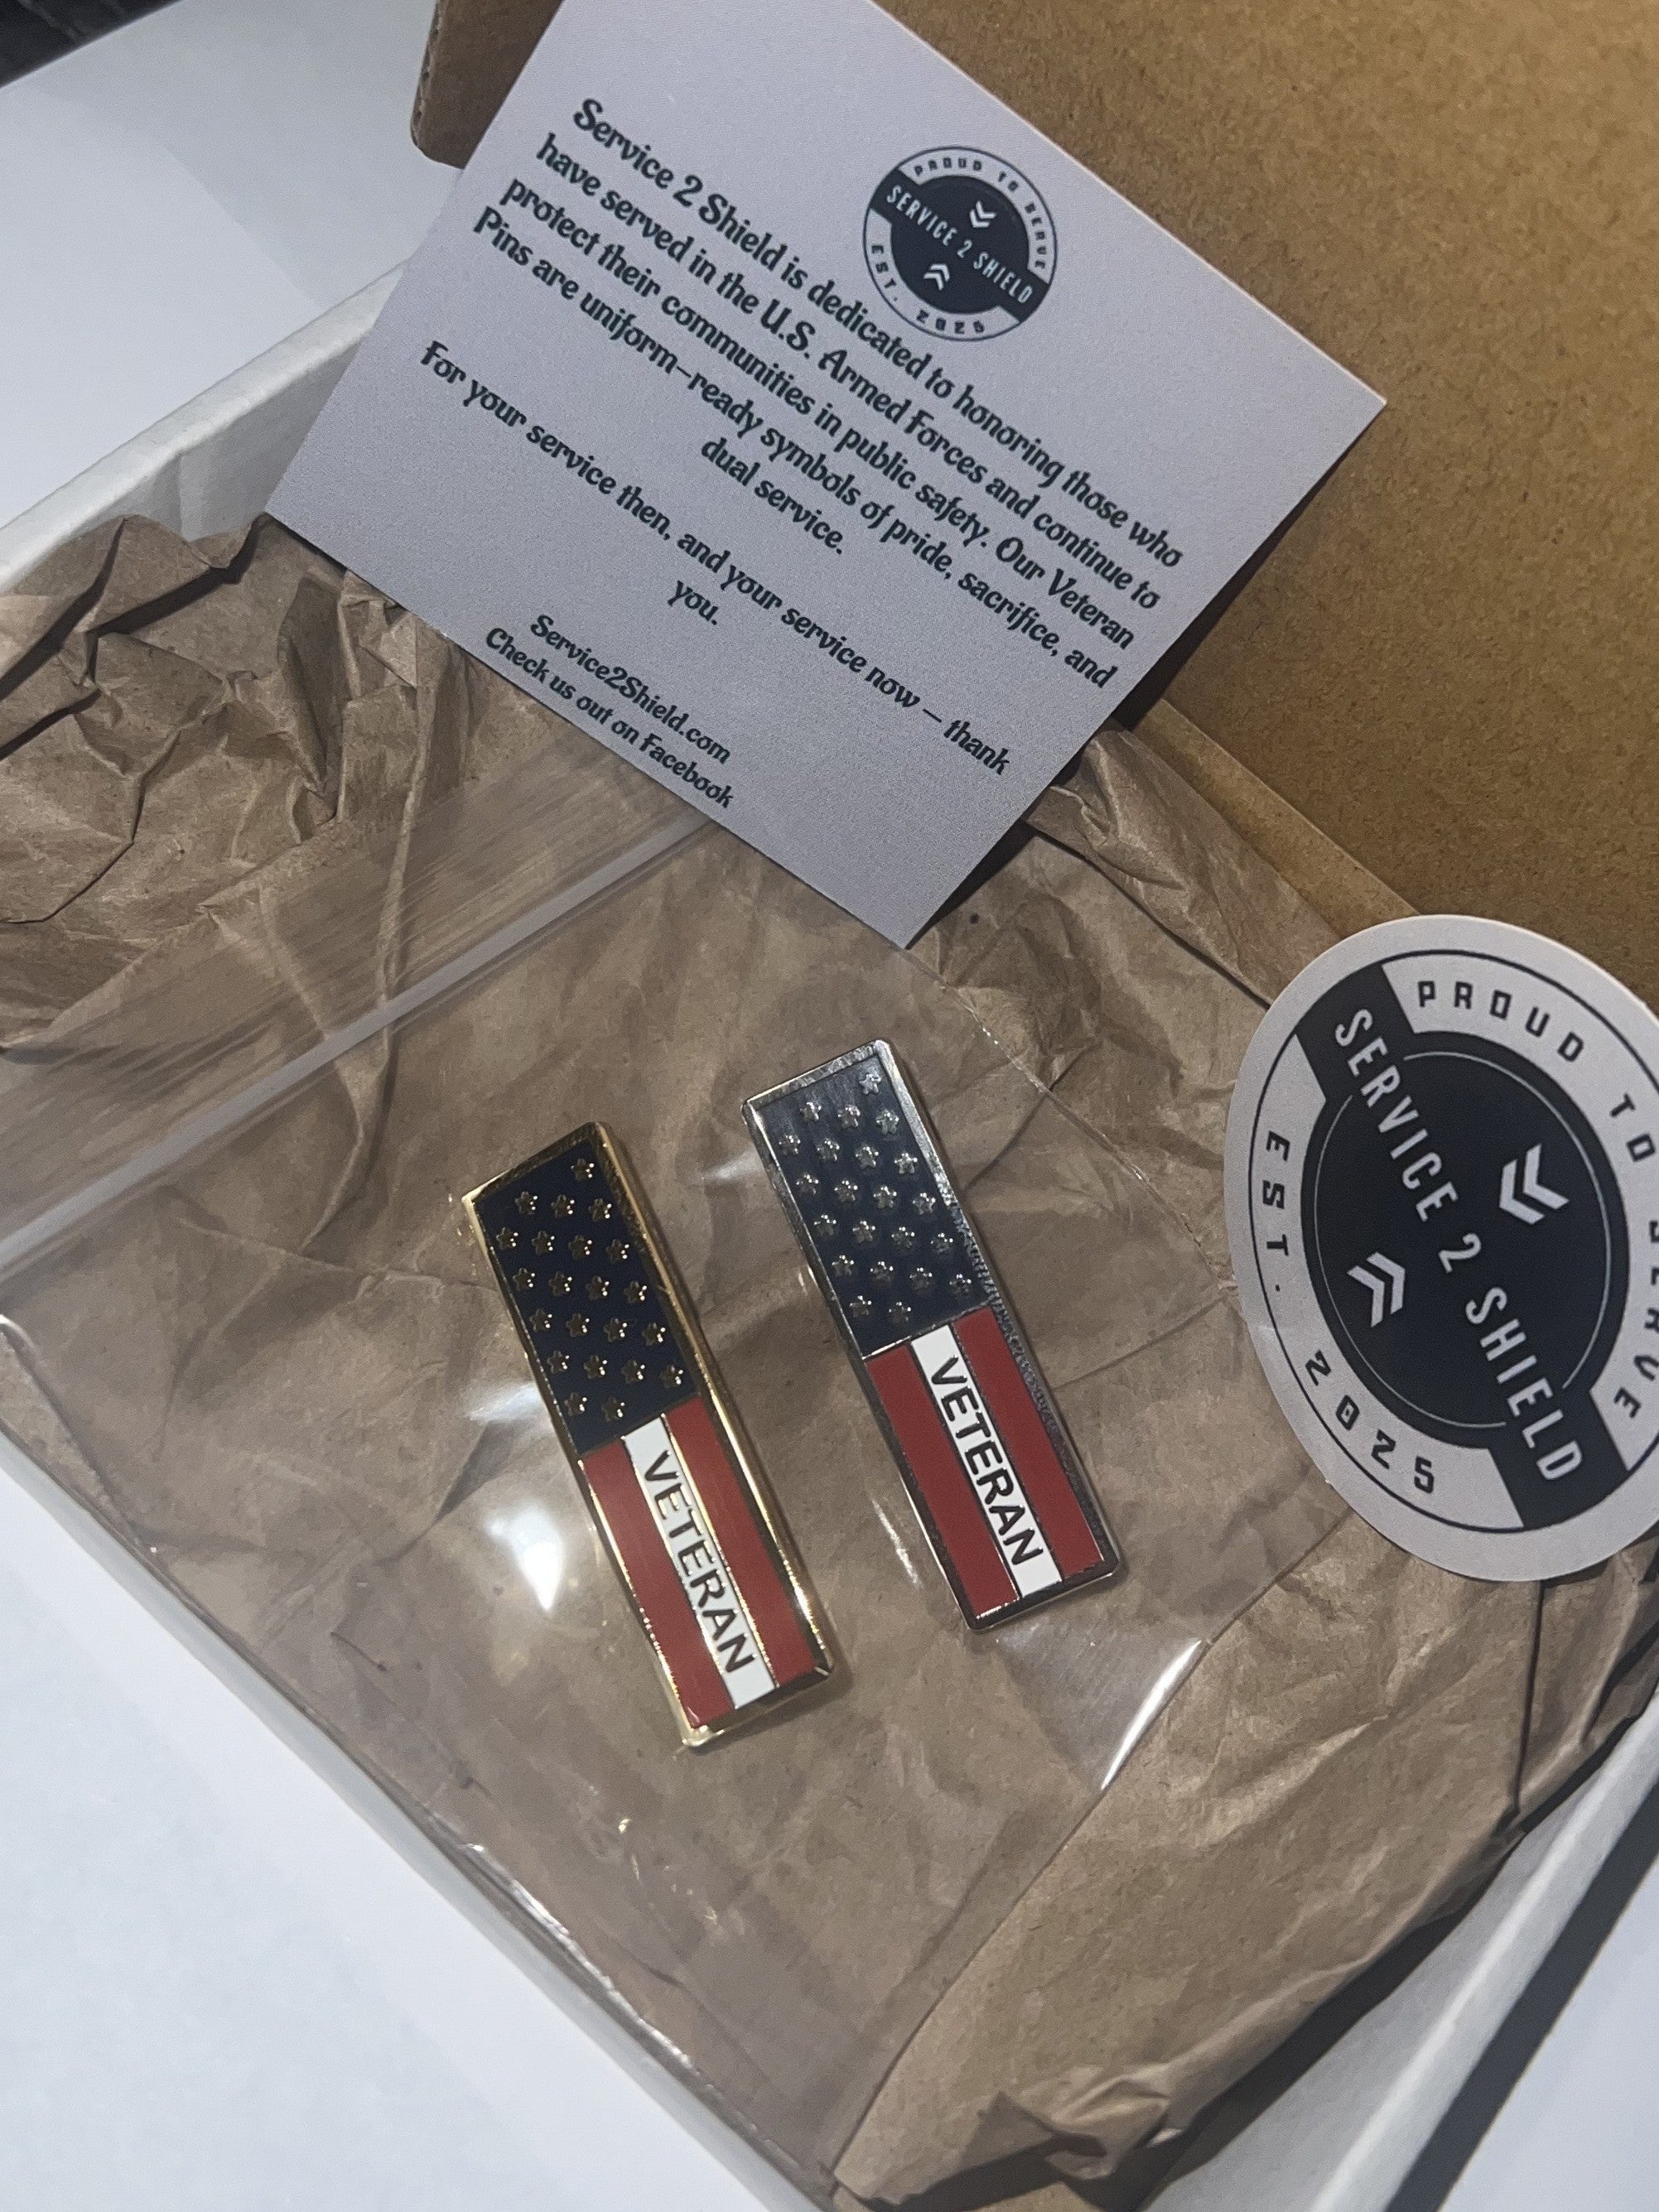 PROUD TO SERVE
SERVICE 2 SHIELD
EST. 2025
Service 2 Shield is dedicated to honoring those who
have served in the U.S. Armed Forces and continue to
protect their communities in public safety. Our Veteran
Pins are uniform-ready symbols of pride, sacrifice, and
dual service.
For your service then, and your service now – thank
you.
Service2Shield.com
Check us out on Facebook
VETERAN
VETERAN
PROUD TO SERVE
SERVICE 2 SHIELD
EST. 2025